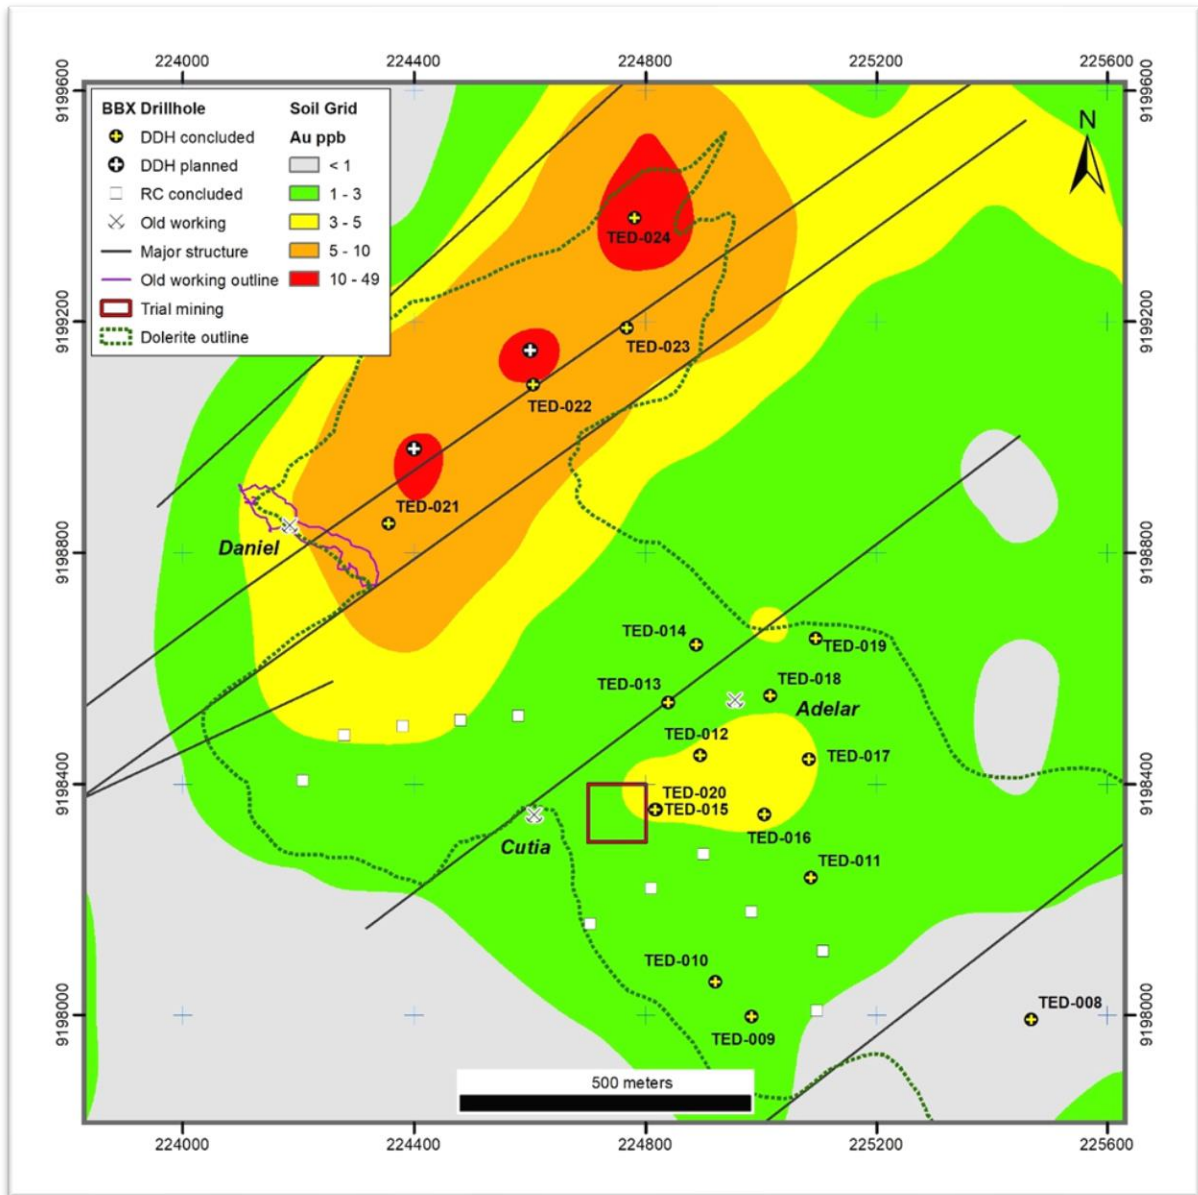 224000 224400 224800 225200 225600
9199600 9199600
BBX Drillhole Soil Grid
DDH concluded Au ppb
DDH planned < 1
RC concluded 1 - 3
Old working 3 - 5
Major structure 5 - 10
Old working outline 10 - 49
Trial mining
Dolerite outline
N
TED-024
9199200 9199200
TED-023
TED-022
TED-021
Daniel
9198800 9198800
TED-014
TED-019
TED-013
TED-018
Adelar
TED-012
TED-017
9198400 9198400
TED-020
TED-015
TED-016
Cutia
TED-011
TED-010
TED-008
9198000 9198000
TED-009
500 meters
224000 224400 224800 225200 225600